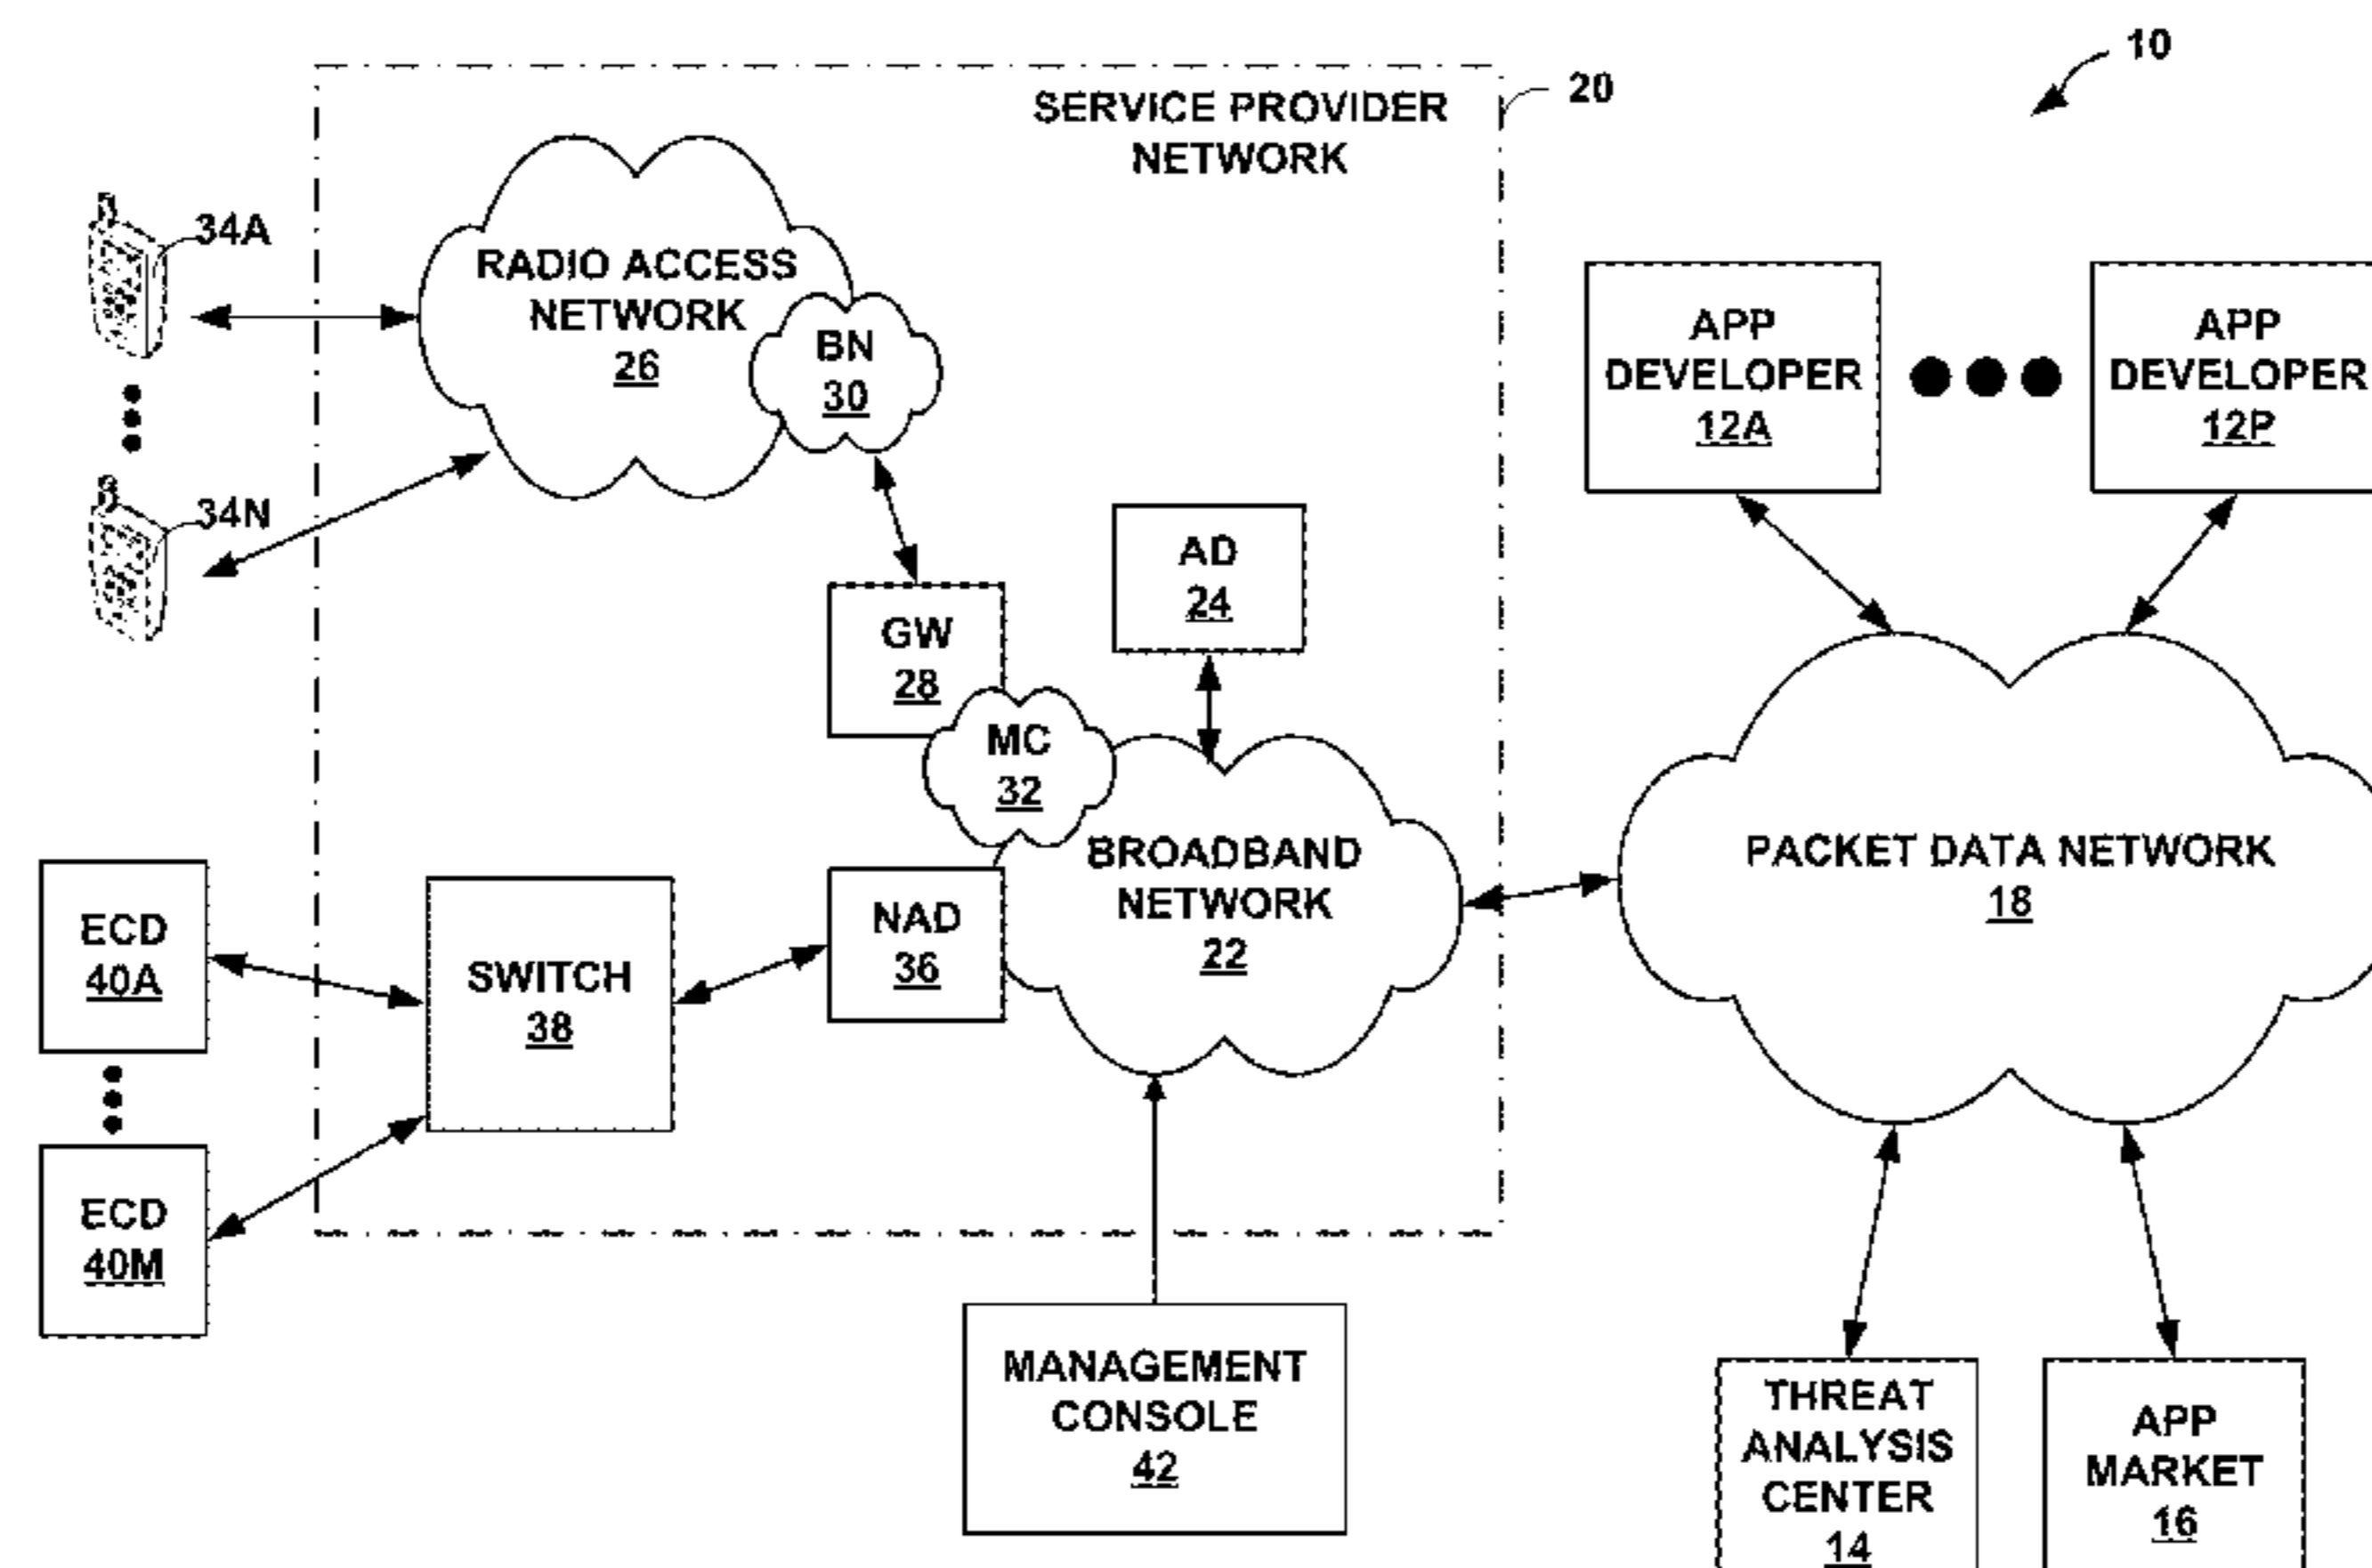 10
20
SERVICE PROVIDER
NETWORK
34A
RADIO ACCESS
NETWORK
26
BN
30
34N
APP
DEVELOPER
12A
APP
DEVELOPER
12P
AD
24
GW
28
MC
32
BROADBAND
NETWORK
22
PACKET DATA NETWORK
18
ECD
40A
SWITCH
38
NAD
36
ECD
40M
MANAGEMENT
CONSOLE
42
THREAT
ANALYSIS
CENTER
14
APP
MARKET
16